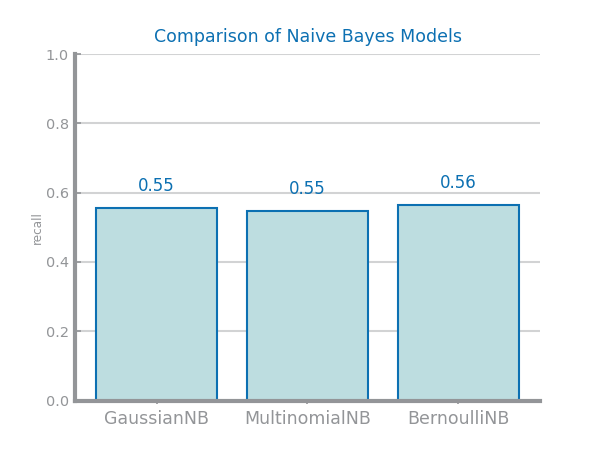 Comparison of Naive Bayes Models
1.0
0.8
0.6
0.4
0.2
0.0
recall
0.55
0.55
0.56
GaussianNB
MultinomialNB
BernoulliNB